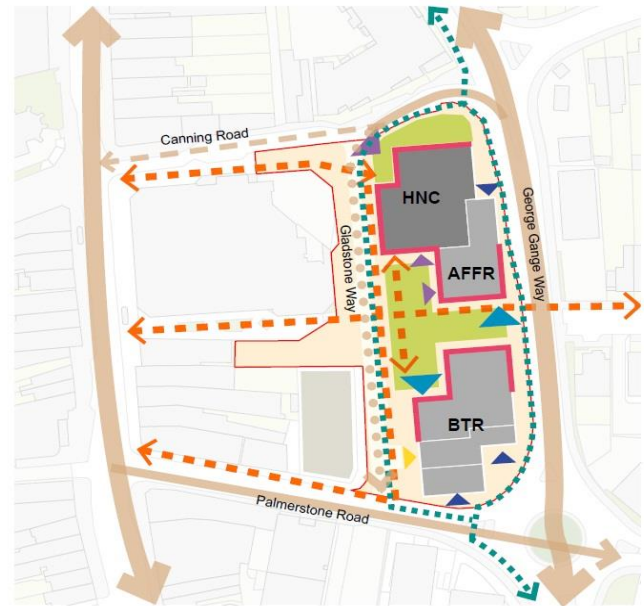 Canning Road
HNC
Gladstone Way
George Gange Way
AFFR
BTR
Palmerstone Road